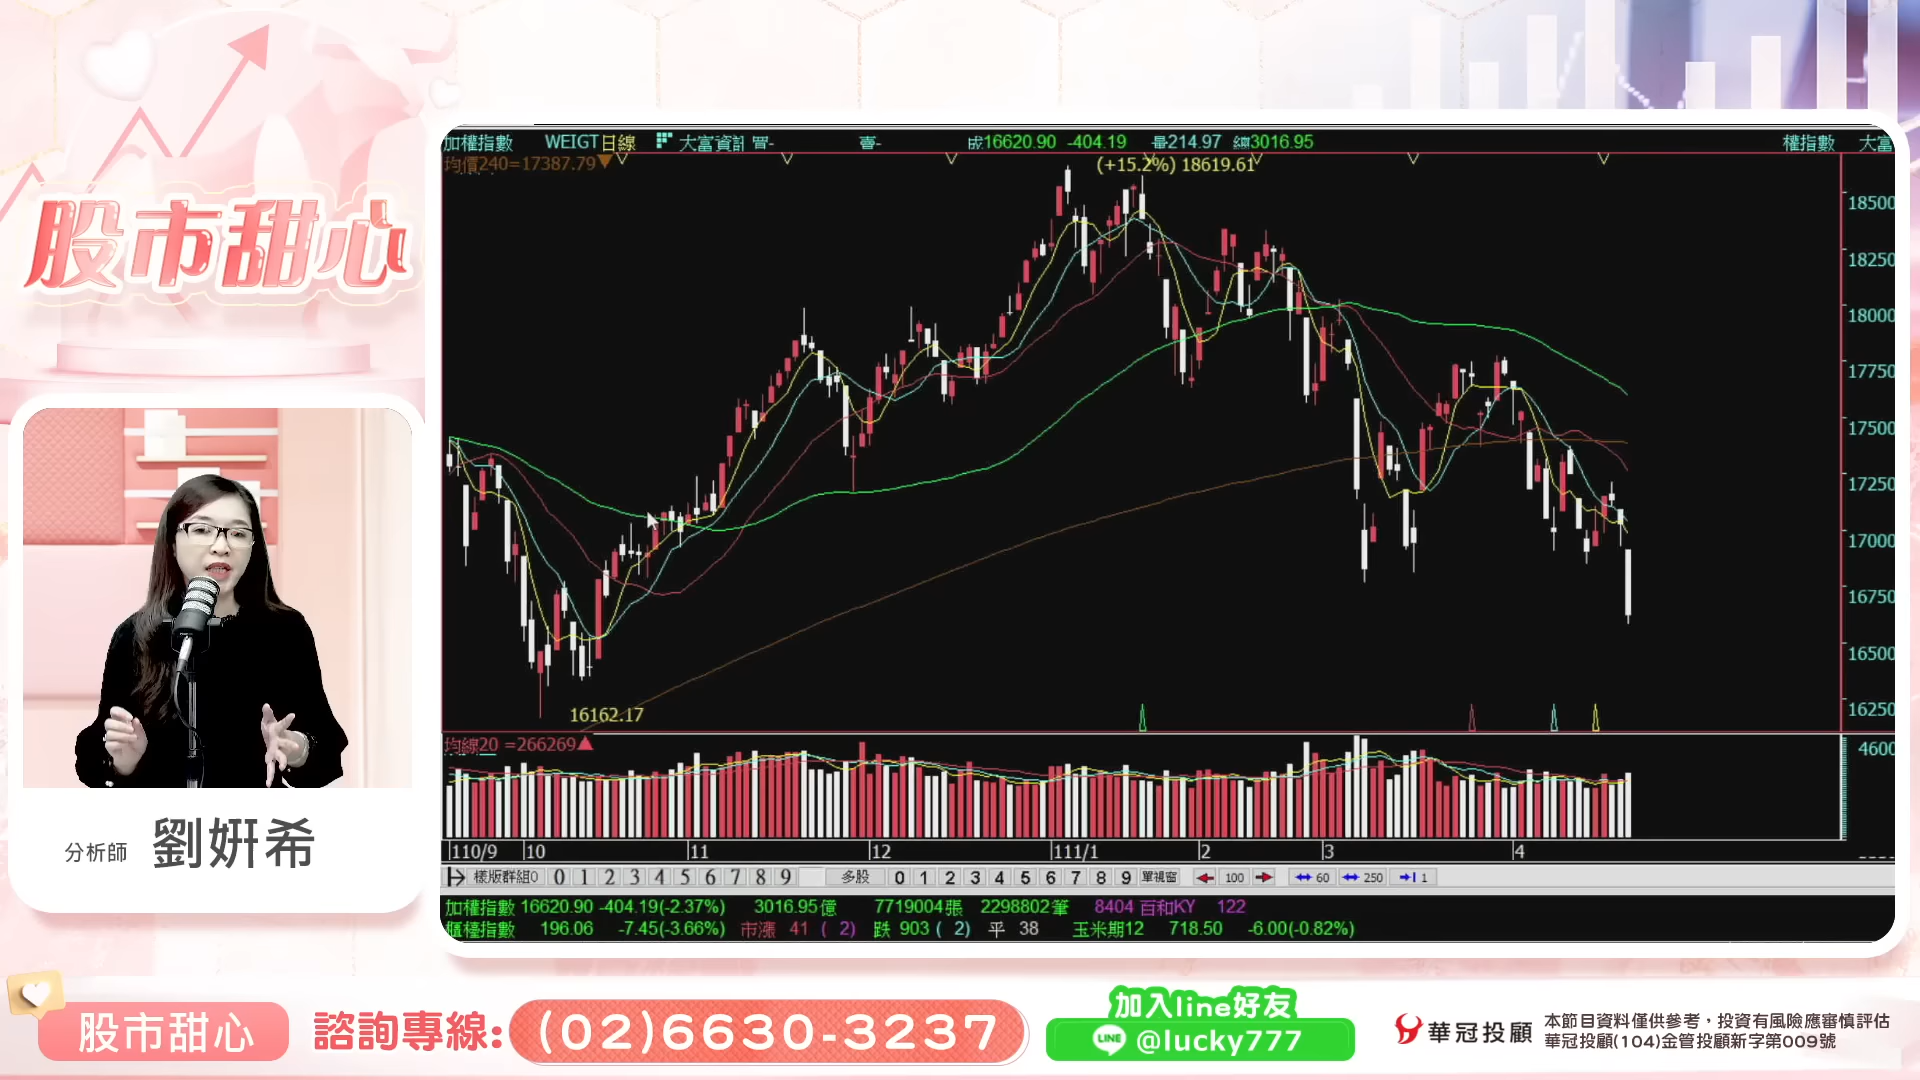 股市甜心
分析師 劉妍希
加權指數 WEIGT日線 大富資訊 買- 賣- 成16620.90 -404.19 量214.97 總3016.95 權指數 大富
均價240=17387.79
(+15.2%) 18619.61
18500
18250
18000
17750
17500
17250
17000
16750
16500
16250
16162.17
均線20 =266269
4600
110/9 10 11 12 111/1 2 3 4
樣版群組0 0 1 2 3 4 5 6 7 8 9 多股 0 1 2 3 4 5 6 7 8 9 單視窗 100 60 250 1
加權指數 16620.90 -404.19(-2.37%) 3016.95億 7719004張 2298802筆 8404 百和KY 122
櫃檯指數 196.06 -7.45(-3.66%) 市漲 41 ( 2) 跌 903 ( 2) 平 38 玉米期12 718.50 -6.00(-0.82%)
股市甜心
諮詢專線:
(02)6630-3237
加入line好友
LINE @lucky777
華冠投顧
本節目資料僅供參考,投資有風險應審慎評估
華冠投顧(104)金管投顧新字第009號